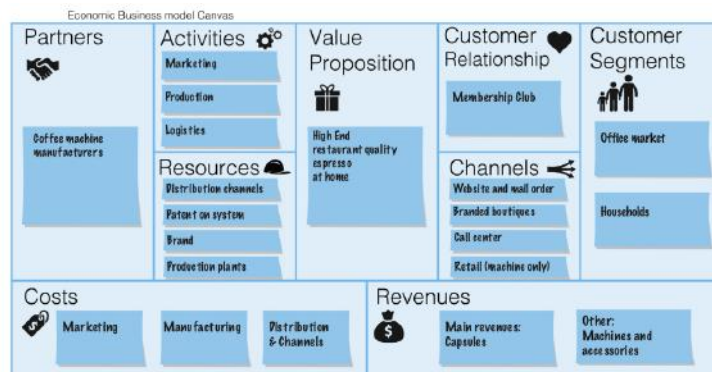 Economic Business model Canvas
Partners
Coffee machine
manufacturers
Activities
Marketing
Production
Logistics
Resources
Distribution channels
Patent on system
Brand
Production plants
Value
Proposition
High End
restaurant quality
espresso
at home
Customer
Relationship
Membership Club
Channels
Website and mail order
Branded boutiques
Call center
Retail (machine only)
Customer
Segments
Office market
Households
Costs
$
Marketing
Manufacturing
Distribution
& Channels
Revenues
$
Main revenues:
Capsules
Other:
Machines and
accessories